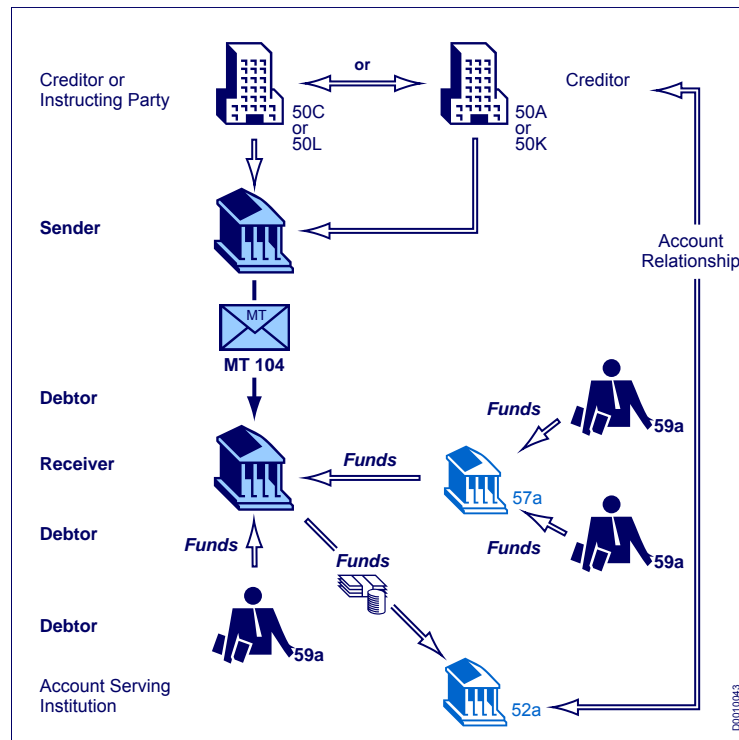 or
Creditor or
Instructing Party
50C
or
50L
50A
or
50K
Creditor
Sender
Account
Relationship
MT
MT 104
Debtor
Funds
59a
Receiver
Funds
57a
Debtor
Funds
Funds
59a
Funds
Debtor
59a
Account Serving
Institution
52a
D0010043